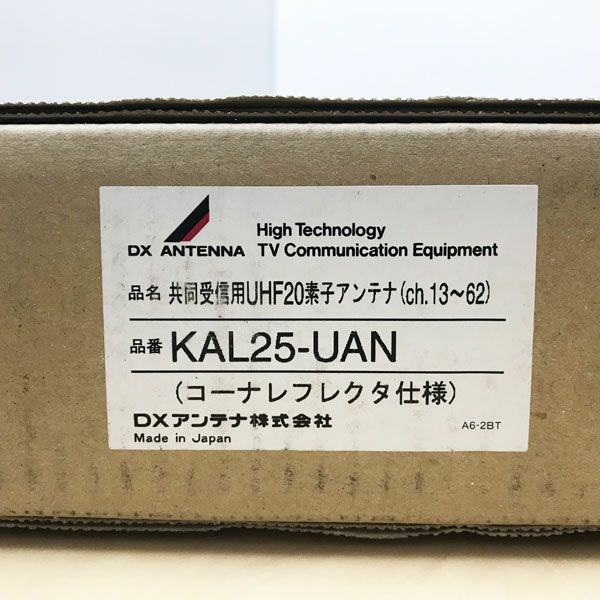 DX ANTENNA
High Technology
TV Communication Equipment
品名 共同受信用UHF20素子アンテナ(ch.13～62)
品番 KAL25-UAN
(コーナレフレクタ仕様)
DXアンテナ株式会社
Made in Japan
A6-2BT